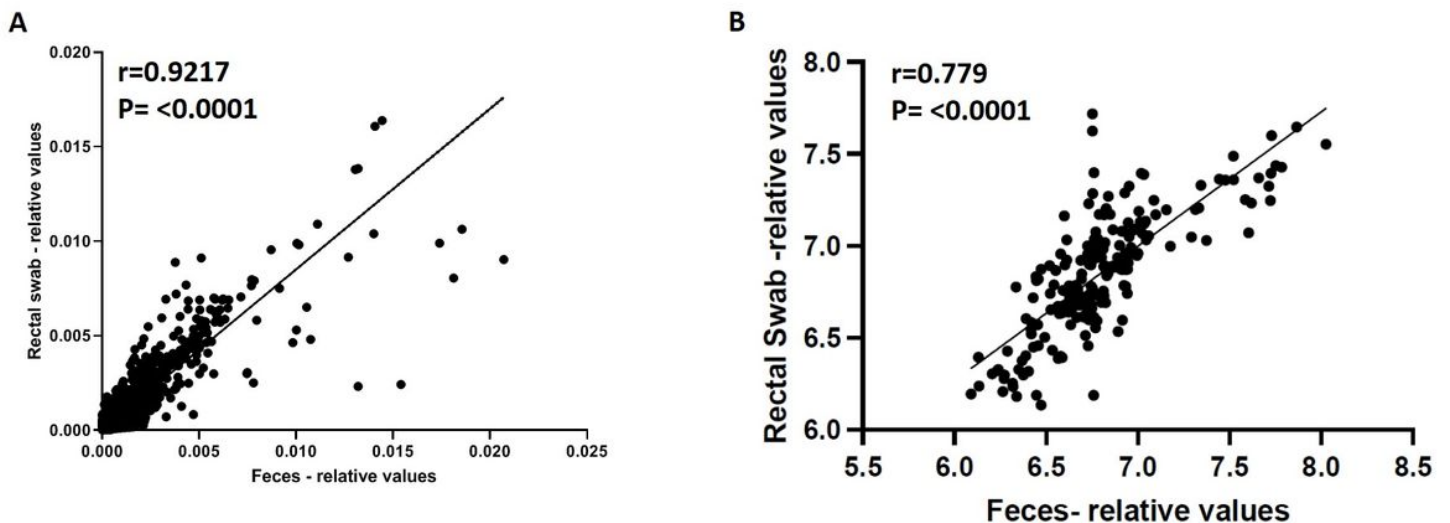 A
r=0.9217
P= <0.0001
Rectal swab - relative values
0.020
0.015
0.010
0.005
0.000
0.000 0.005 0.010 0.015 0.020 0.025
Feces - relative values
B
r=0.779
P= <0.0001
Rectal Swab -relative values
8.0
7.5
7.0
6.5
6.0
5.5 6.0 6.5 7.0 7.5 8.0 8.5
Feces- relative values